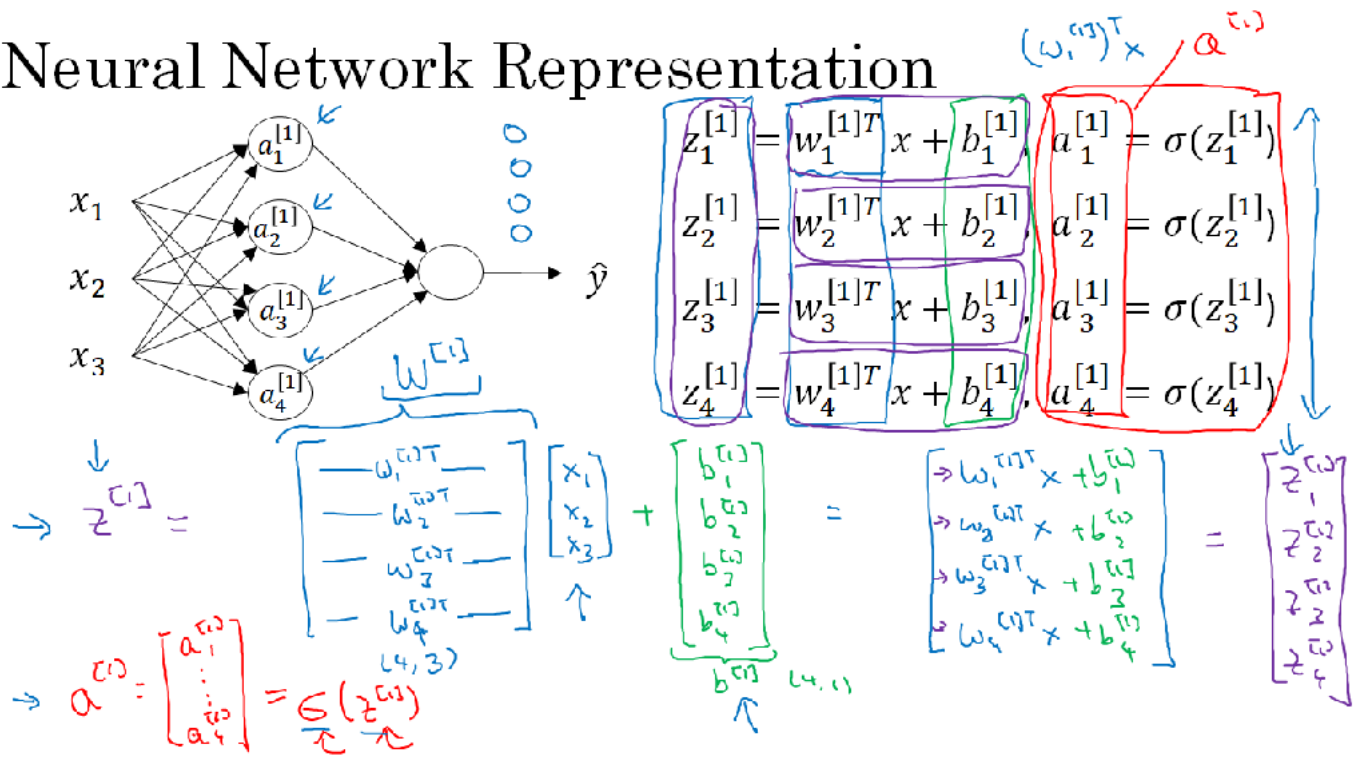 Neural Network Representation
(w₁^[1])ᵀ x
a^[1]
x₁
x₂
x₃
a₁^[1]
a₂^[1]
a₃^[1]
a₄^[1]
ŷ
z₁^[1] = w₁^[1]T x + b₁^[1], a₁^[1] = σ(z₁^[1])
z₂^[1] = w₂^[1]T x + b₂^[1], a₂^[1] = σ(z₂^[1])
z₃^[1] = w₃^[1]T x + b₃^[1], a₃^[1] = σ(z₃^[1])
z₄^[1] = w₄^[1]T x + b₄^[1], a₄^[1] = σ(z₄^[1])
W^[1]
→ z^[1] = [— w₁^[1]T — ; — w₂^[1]T — ; — w₃^[1]T — ; — w₄^[1]T —] [x₁ ; x₂ ; x₃] + [b₁^[1] ; b₂^[1] ; b₃^[1] ; b₄^[1]] = [→ w₁^[1]T x + b₁^[1] ; → w₂^[1]T x + b₂^[1] ; → w₃^[1]T x + b₃^[1] ; → w₄^[1]T x + b₄^[1]] = [z₁^[1] ; z₂^[1] ; z₃^[1] ; z₄^[1]]
(4,3)
b^[1] (4,1)
→ a^[1] = [a₁^[1] ⋮ a₄^[1]] = σ(z^[1])